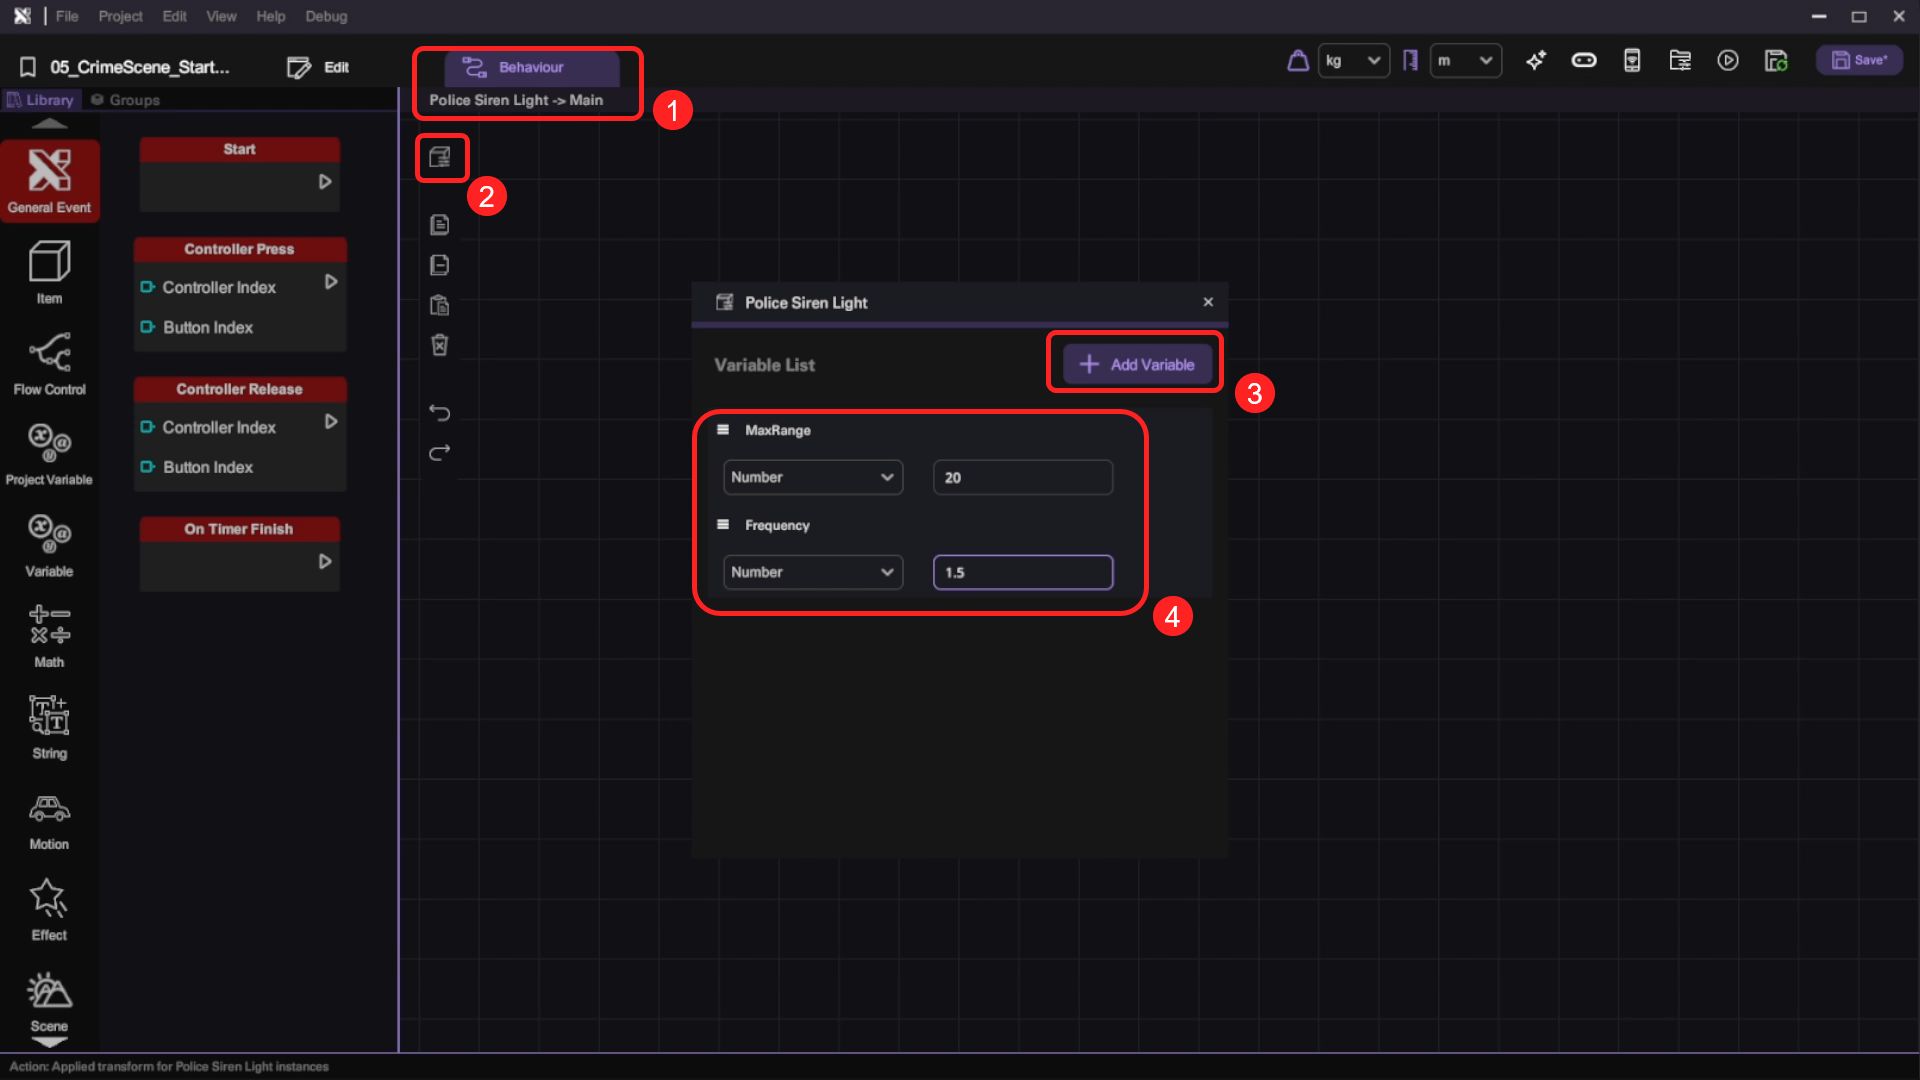 File Project Edit View Help Debug
05_CrimeScene_Start...
Edit
Behaviour
kg
m
Save*
Library
Groups
Police Siren Light -> Main
1
2
General Event
Item
Flow Control
Project Variable
Variable
Math
String
Motion
Effect
Scene
Start
Controller Press
Controller Index
Button Index
Controller Release
Controller Index
Button Index
On Timer Finish
Police Siren Light
Variable List
Add Variable
3
MaxRange
Number
20
Frequency
Number
1.5
4
Action: Applied transform for Police Siren Light instances